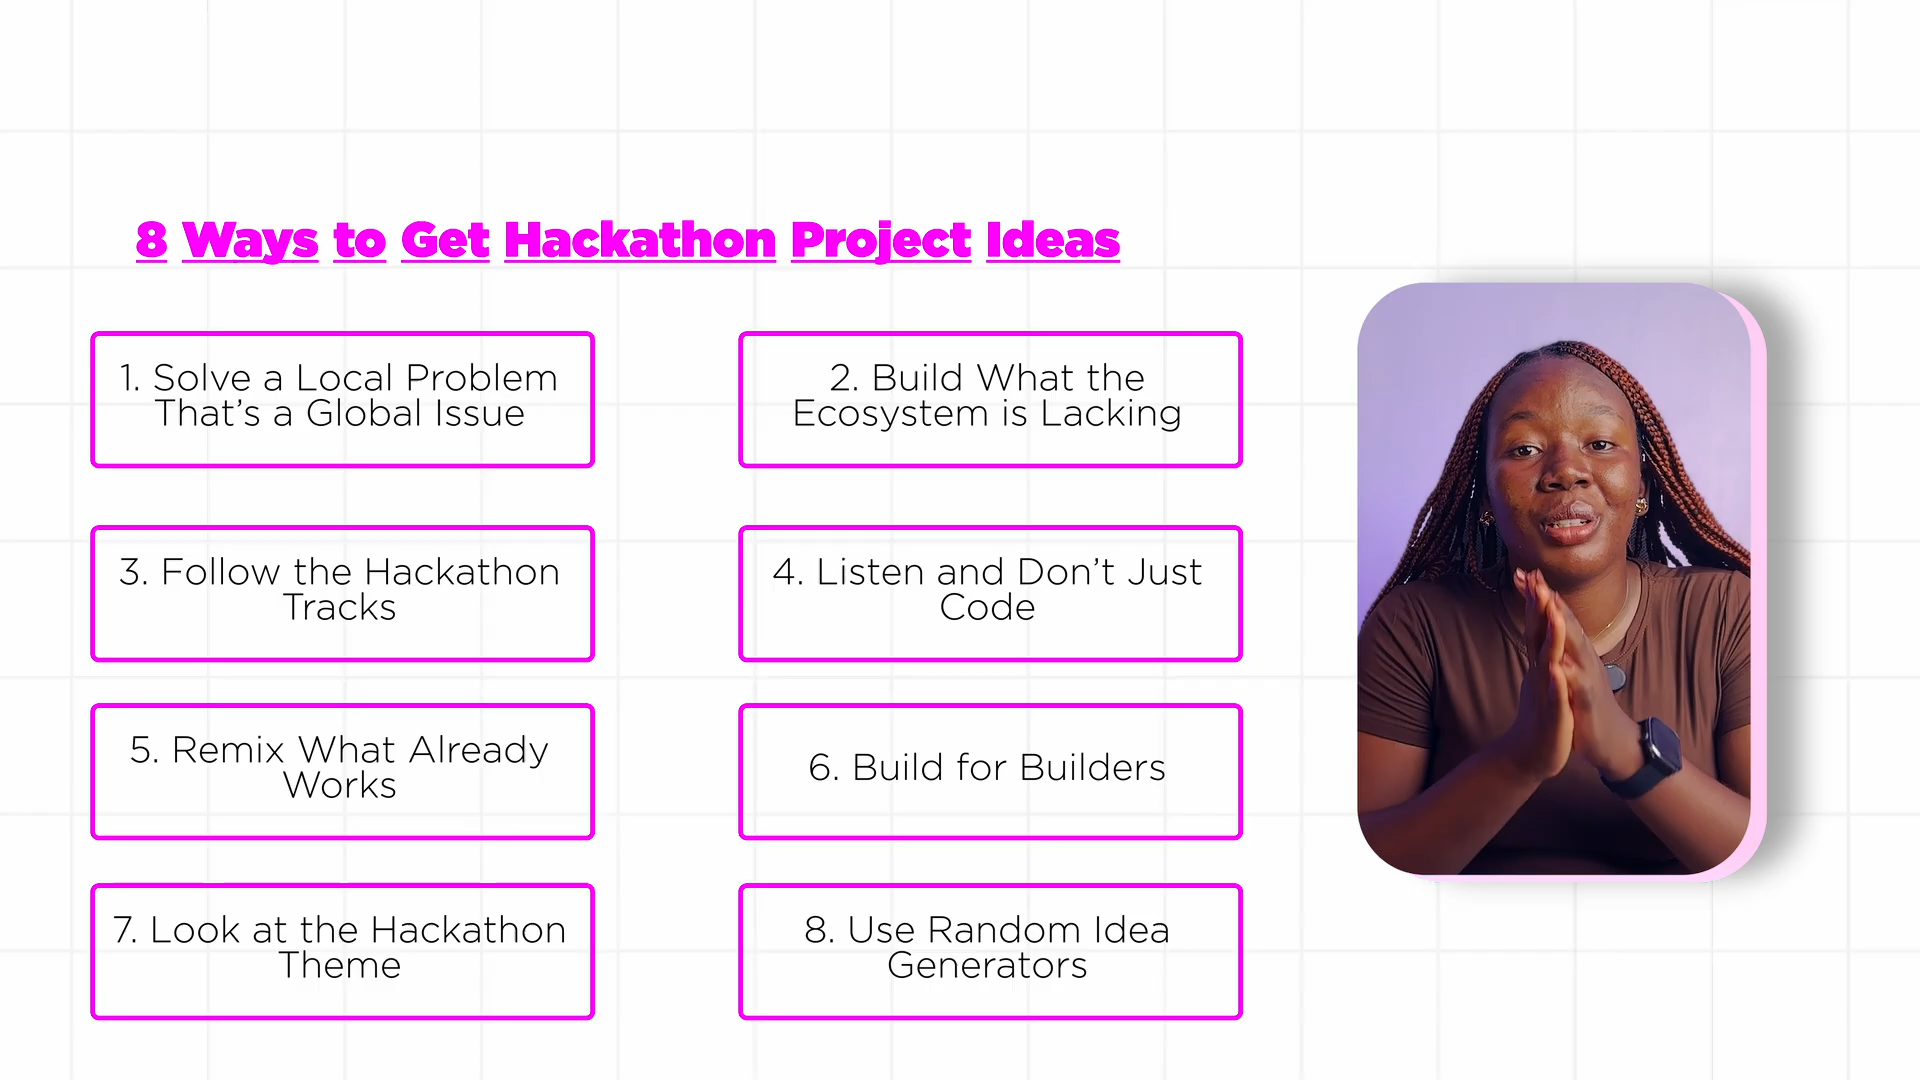 8 Ways to Get Hackathon Project Ideas
1. Solve a Local Problem
That’s a Global Issue
2. Build What the
Ecosystem is Lacking
3. Follow the Hackathon
Tracks
4. Listen and Don’t Just
Code
5. Remix What Already
Works
6. Build for Builders
7. Look at the Hackathon
Theme
8. Use Random Idea
Generators